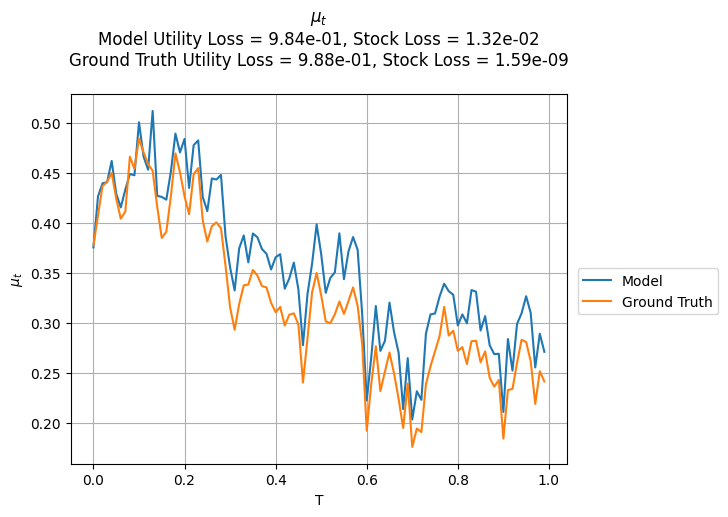 μt
Model Utility Loss = 9.84e-01, Stock Loss = 1.32e-02
Ground Truth Utility Loss = 9.88e-01, Stock Loss = 1.59e-09
0.50
0.45
0.40
0.35
0.30
0.25
0.20
μt
0.0 0.2 0.4 0.6 0.8 1.0
T
Model
Ground Truth